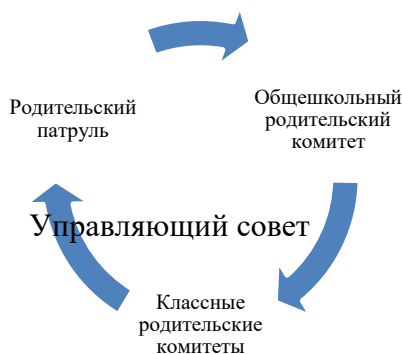 Родительский
патруль
Общешкольный
родительский
комитет
Управляющий совет
Классные
родительские
комитеты